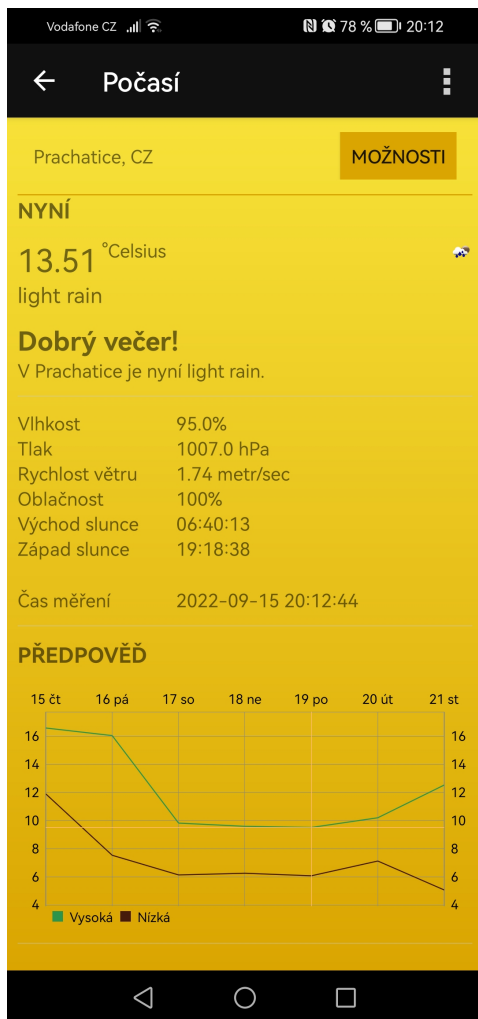 Vodafone CZ 78 % 20:12
Počasí
Prachatice, CZ MOŽNOSTI
NYNÍ
13.51 °Celsius
light rain
Dobrý večer!
V Prachatice je nyní light rain.
Vlhkost 95.0%
Tlak 1007.0 hPa
Rychlost větru 1.74 metr/sec
Oblačnost 100%
Východ slunce 06:40:13
Západ slunce 19:18:38
Čas měření 2022-09-15 20:12:44
PŘEDPOVĚĎ
15 čt 16 pá 17 so 18 ne 19 po 20 út 21 st
16 16
14 14
12 12
10 10
8 8
6 6
4 4
Vysoká Nízká